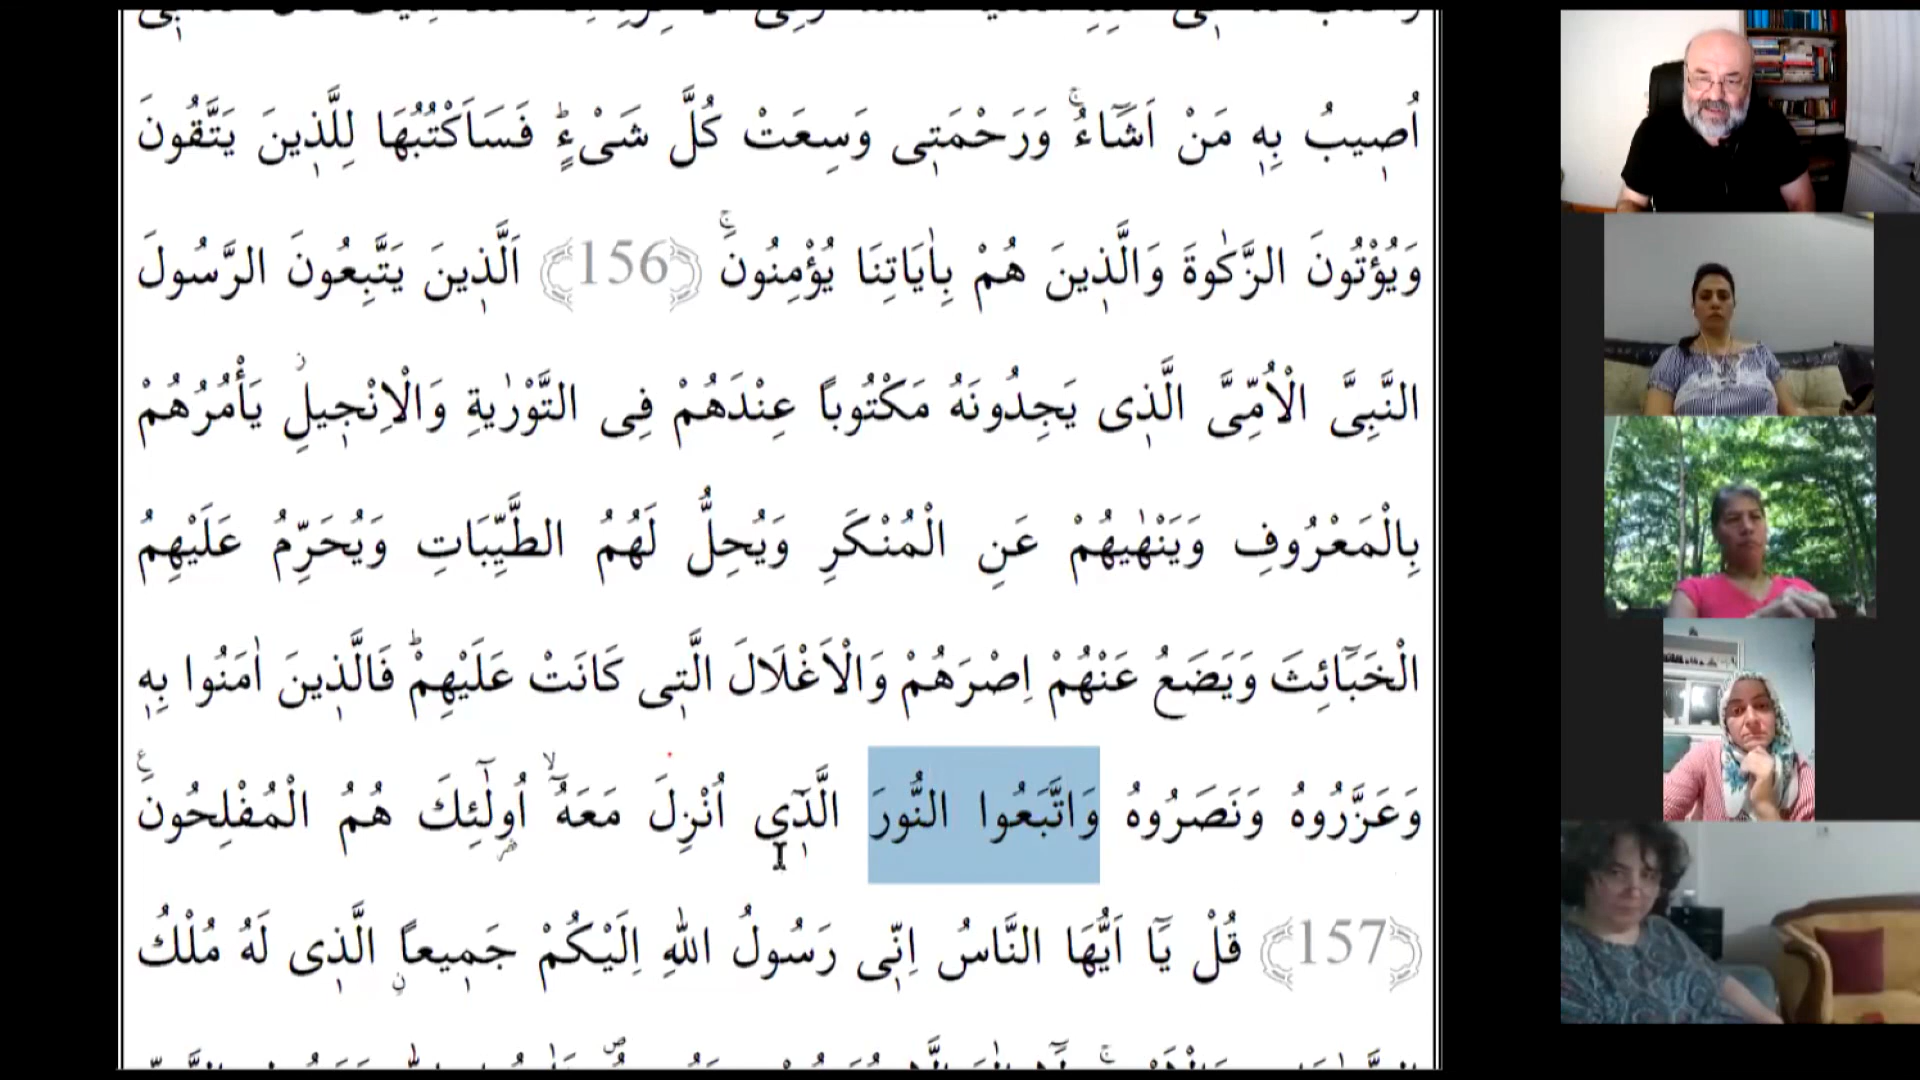 اُصٖيبُ بِهٖ مَنْ اَشَٓاءُۚ وَرَحْمَتٖى وَسِعَتْ كُلَّ شَىْءٍؕ فَسَاَكْتُبُهَا لِلَّذٖينَ يَتَّقُونَ
وَيُؤْتُونَ الزَّكٰوةَ وَالَّذٖينَ هُمْ بِاٰيَاتِنَا يُؤْمِنُونَۚ ﴿156﴾ اَلَّذٖينَ يَتَّبِعُونَ الرَّسُولَ
النَّبِىَّ الْاُمِّىَّ الَّذٖى يَجِدُونَهُ مَكْتُوباً عِنْدَهُمْ فِى التَّوْرٰيةِ وَالْاِنْجٖيلِؗ يَأْمُرُهُمْ
بِالْمَعْرُوفِ وَيَنْهٰيهُمْ عَنِ الْمُنْكَرِ وَيُحِلُّ لَهُمُ الطَّيِّبَاتِ وَيُحَرِّمُ عَلَيْهِمُ
الْخَبَٓائِثَ وَيَضَعُ عَنْهُمْ اِصْرَهُمْ وَالْاَغْلَالَ الَّتٖى كَانَتْ عَلَيْهِمْؕ فَالَّذٖينَ اٰمَنُوا بِهٖ
وَعَزَّرُوهُ وَنَصَرُوهُ وَاتَّبَعُوا النُّورَ الَّذٖٓى اُنْزِلَ مَعَهُٓۙ اُو۬لٰٓئِكَ هُمُ الْمُفْلِحُونَࣖ
﴿157﴾ قُلْ يَٓا اَيُّهَا النَّاسُ اِنّٖى رَسُولُ اللّٰهِ اِلَيْكُمْ جَمٖيعاًۨ الَّذٖى لَهُ مُلْكُ